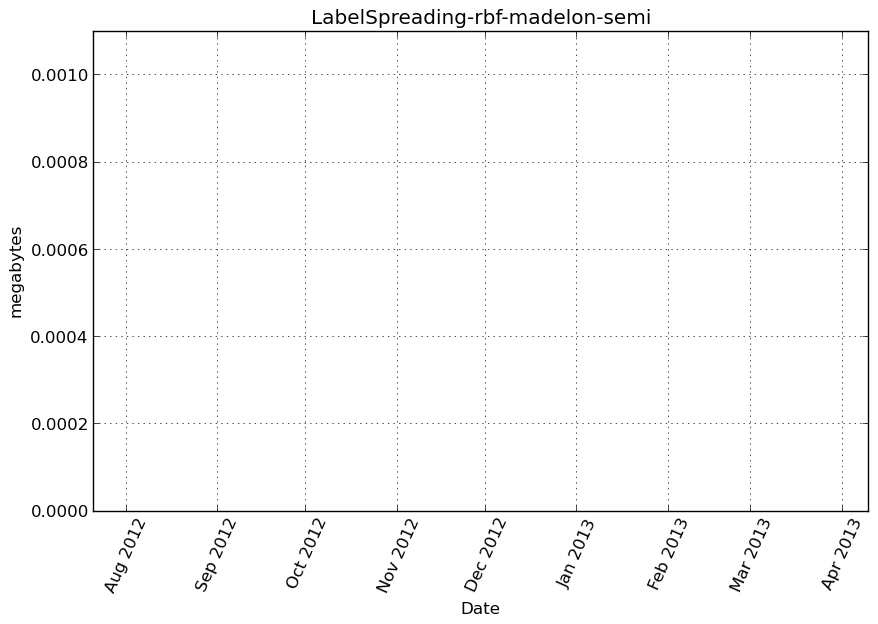 LabelSpreading-rbf-madelon-semi
0.0010
0.0008
0.0006
0.0004
0.0002
0.0000
megabytes
Aug 2012
Sep 2012
Oct 2012
Nov 2012
Dec 2012
Jan 2013
Feb 2013
Mar 2013
Apr 2013
Date